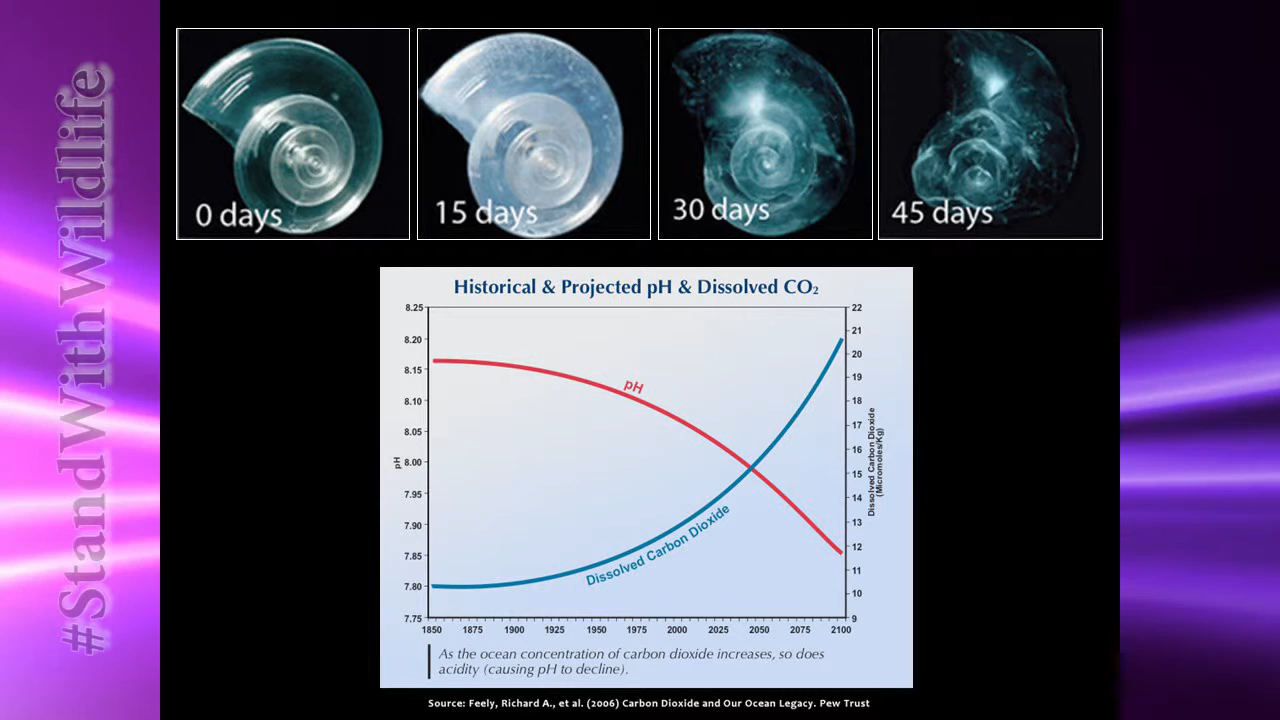 #StandWithWildlife
0 days
15 days
30 days
45 days
Historical & Projected pH & Dissolved CO₂
8.25
8.20
8.15
8.10
8.05
8.00
7.95
7.90
7.85
7.80
7.75
pH
pH
Dissolved Carbon Dioxide
22
21
20
19
18
17
16
15
14
13
12
11
10
9
Dissolved Carbon Dioxide
(Micromoles/Kg)
1850 1875 1900 1925 1950 1975 2000 2025 2050 2075 2100
As the ocean concentration of carbon dioxide increases, so does
acidity (causing pH to decline).
Source: Feely, Richard A., et al. (2006) Carbon Dioxide and Our Ocean Legacy. Pew Trust